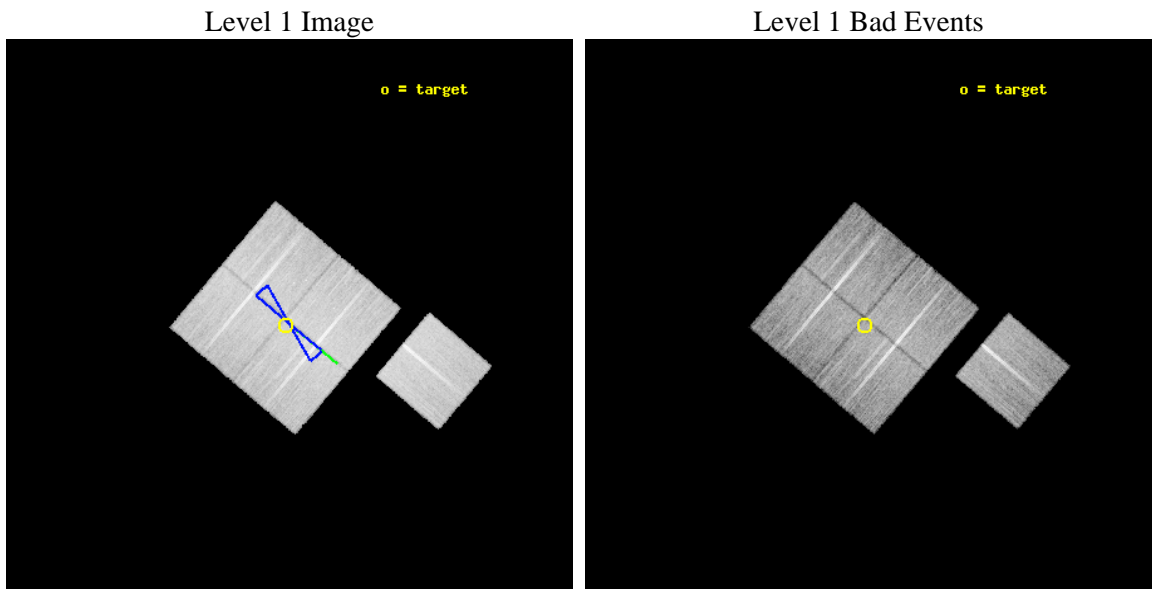 Level 1 Image
Level 1 Bad Events
o = target
o = target